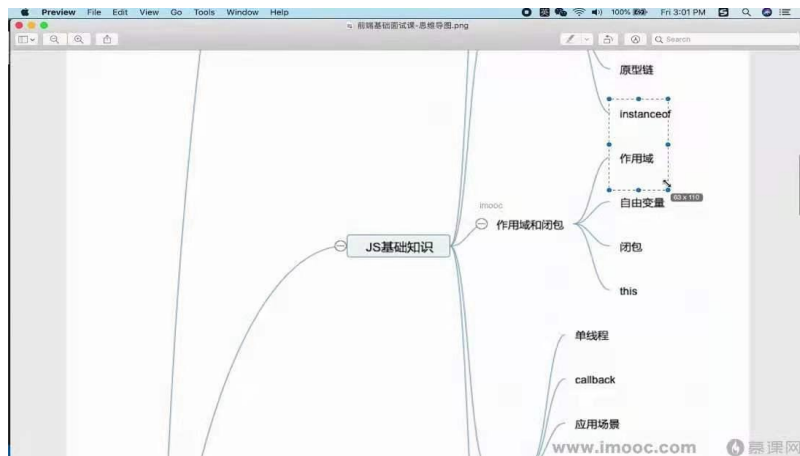 Preview File Edit View Go Tools Window Help
100% Fri 3:01 PM
前端基础面试课-思维导图.png
Search
原型链
instanceof
作用域
63 x 110
自由变量
imooc
作用域和闭包
JS基础知识
闭包
this
单线程
callback
应用场景
www.imooc.com 慕课网